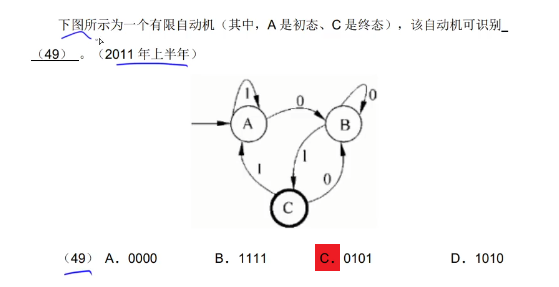 下图所示为一个有限自动机（其中，A 是初态、C 是终态），该自动机可识别_
（49） 。（2011 年上半年）
1
0
0
A
B
1
1
0
C
（49） A．0000 B．1111 C．0101 D．1010